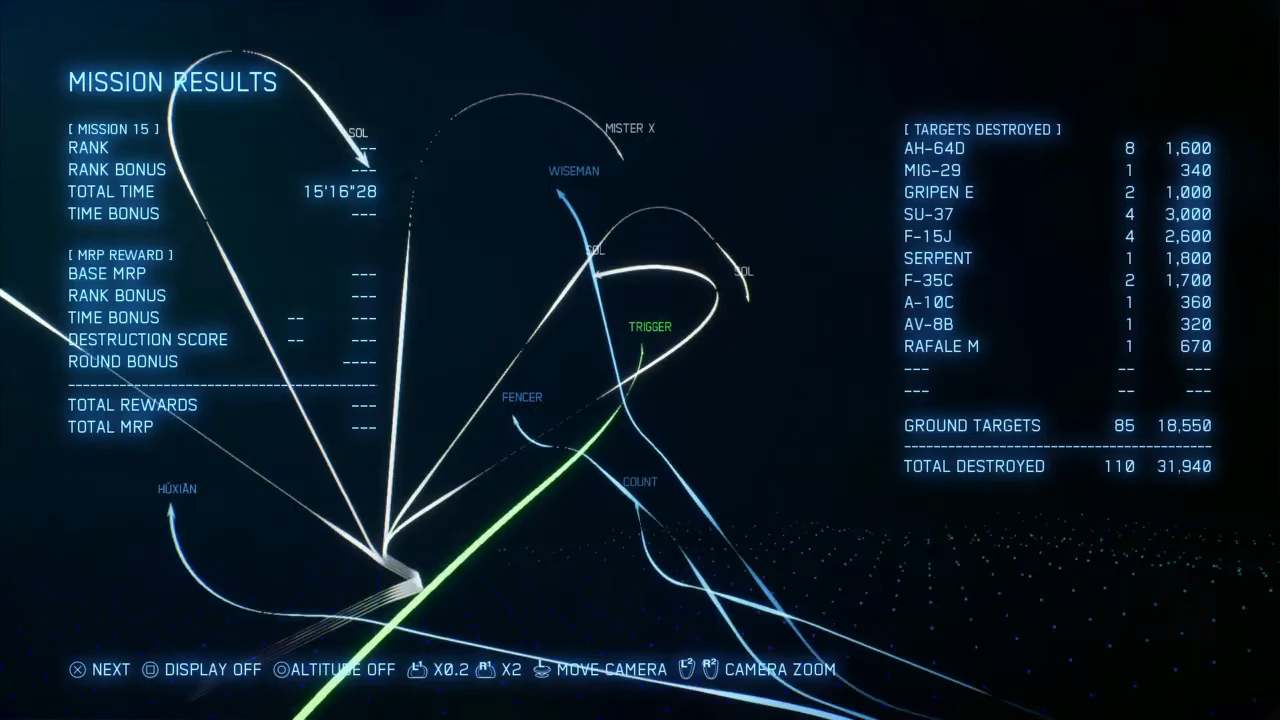 MISSION RESULTS
[ MISSION 15 ]
RANK --
RANK BONUS ---
TOTAL TIME 15'16"28
TIME BONUS ---
[ MRP REWARD ]
BASE MRP ---
RANK BONUS ---
TIME BONUS -- ---
DESTRUCTION SCORE -- ---
ROUND BONUS ----
TOTAL REWARDS ---
TOTAL MRP ---
SOL
MISTER X
WISEMAN
SOL
SOL
TRIGGER
FENCER
COUNT
HÚXIĀN
[ TARGETS DESTROYED ]
AH-64D 8 1,600
MIG-29 1 340
GRIPEN E 2 1,000
SU-37 4 3,000
F-15J 4 2,600
SERPENT 1 1,800
F-35C 2 1,700
A-10C 1 360
AV-8B 1 320
RAFALE M 1 670
--- -- ---
--- -- ---
GROUND TARGETS 85 18,550
TOTAL DESTROYED 110 31,940
NEXT DISPLAY OFF ALTITUDE OFF L1 X0.2 R1 X2 L MOVE CAMERA L2 R2 CAMERA ZOOM